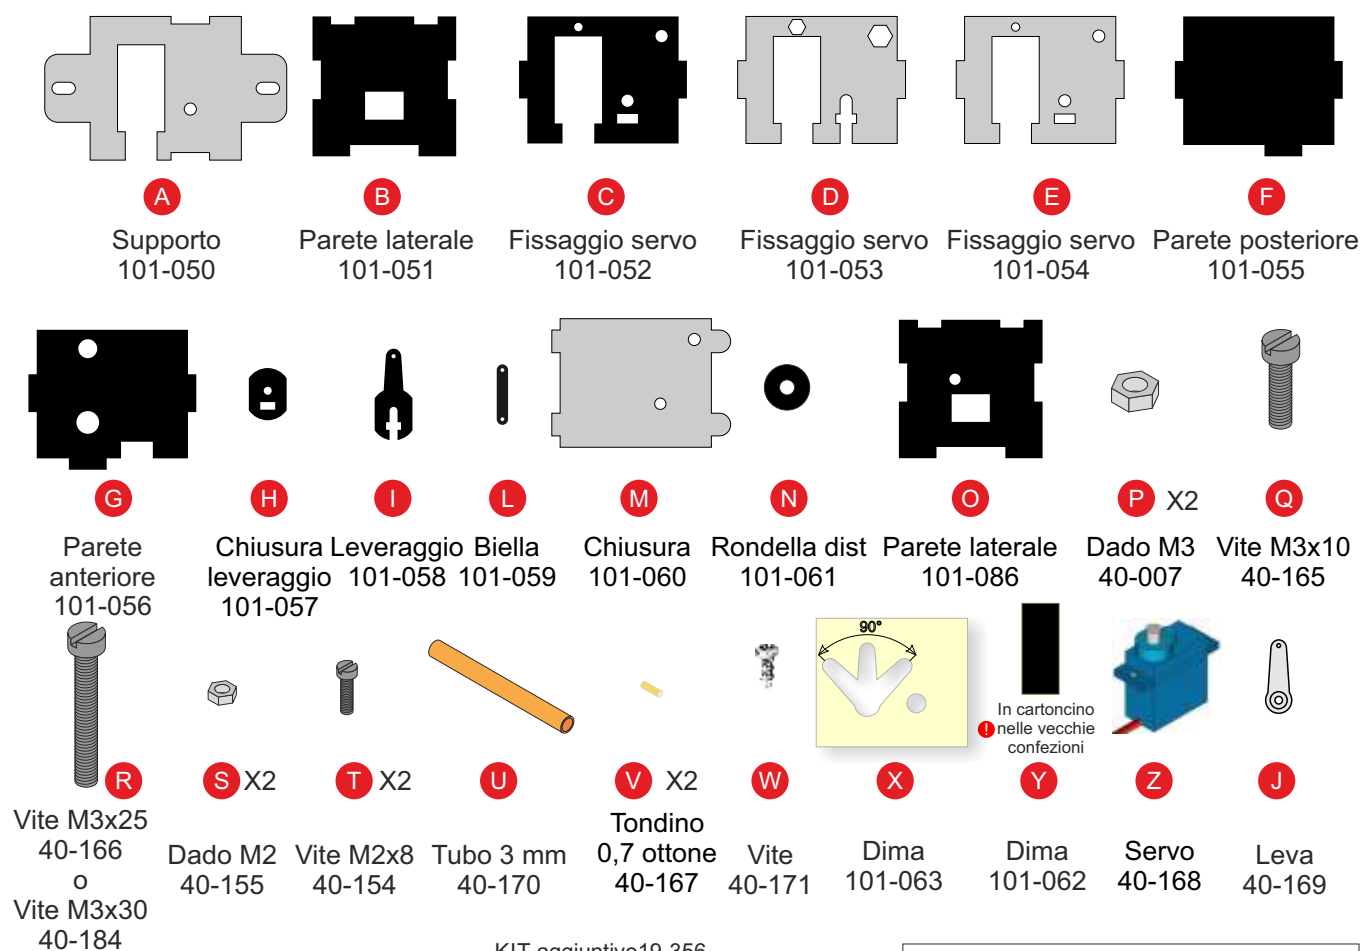 A
B
C
D
E
F
Supporto
101-050
Parete laterale
101-051
Fissaggio servo
101-052
Fissaggio servo
101-053
Fissaggio servo
101-054
Parete posteriore
101-055
G
H
I
L
M
N
O
P X2
Q
Parete
anteriore
101-056
Chiusura
leveraggio
101-057
Leveraggio
101-058
Biella
101-059
Chiusura
101-060
Rondella dist
101-061
Parete laterale
101-086
Dado M3
40-007
Vite M3x10
40-165
90°
In cartoncino
! nelle vecchie
confezioni
R
S X2
T X2
U
V X2
W
X
Y
Z
J
Vite M3x25
40-166
o
Vite M3x30
40-184
Dado M2
40-155
Vite M2x8
40-154
Tubo 3 mm
40-170
Tondino
0,7 ottone
40-167
Vite
40-171
Dima
101-063
Dima
101-062
Servo
40-168
Leva
40-169
KIT aggiuntivo19-356